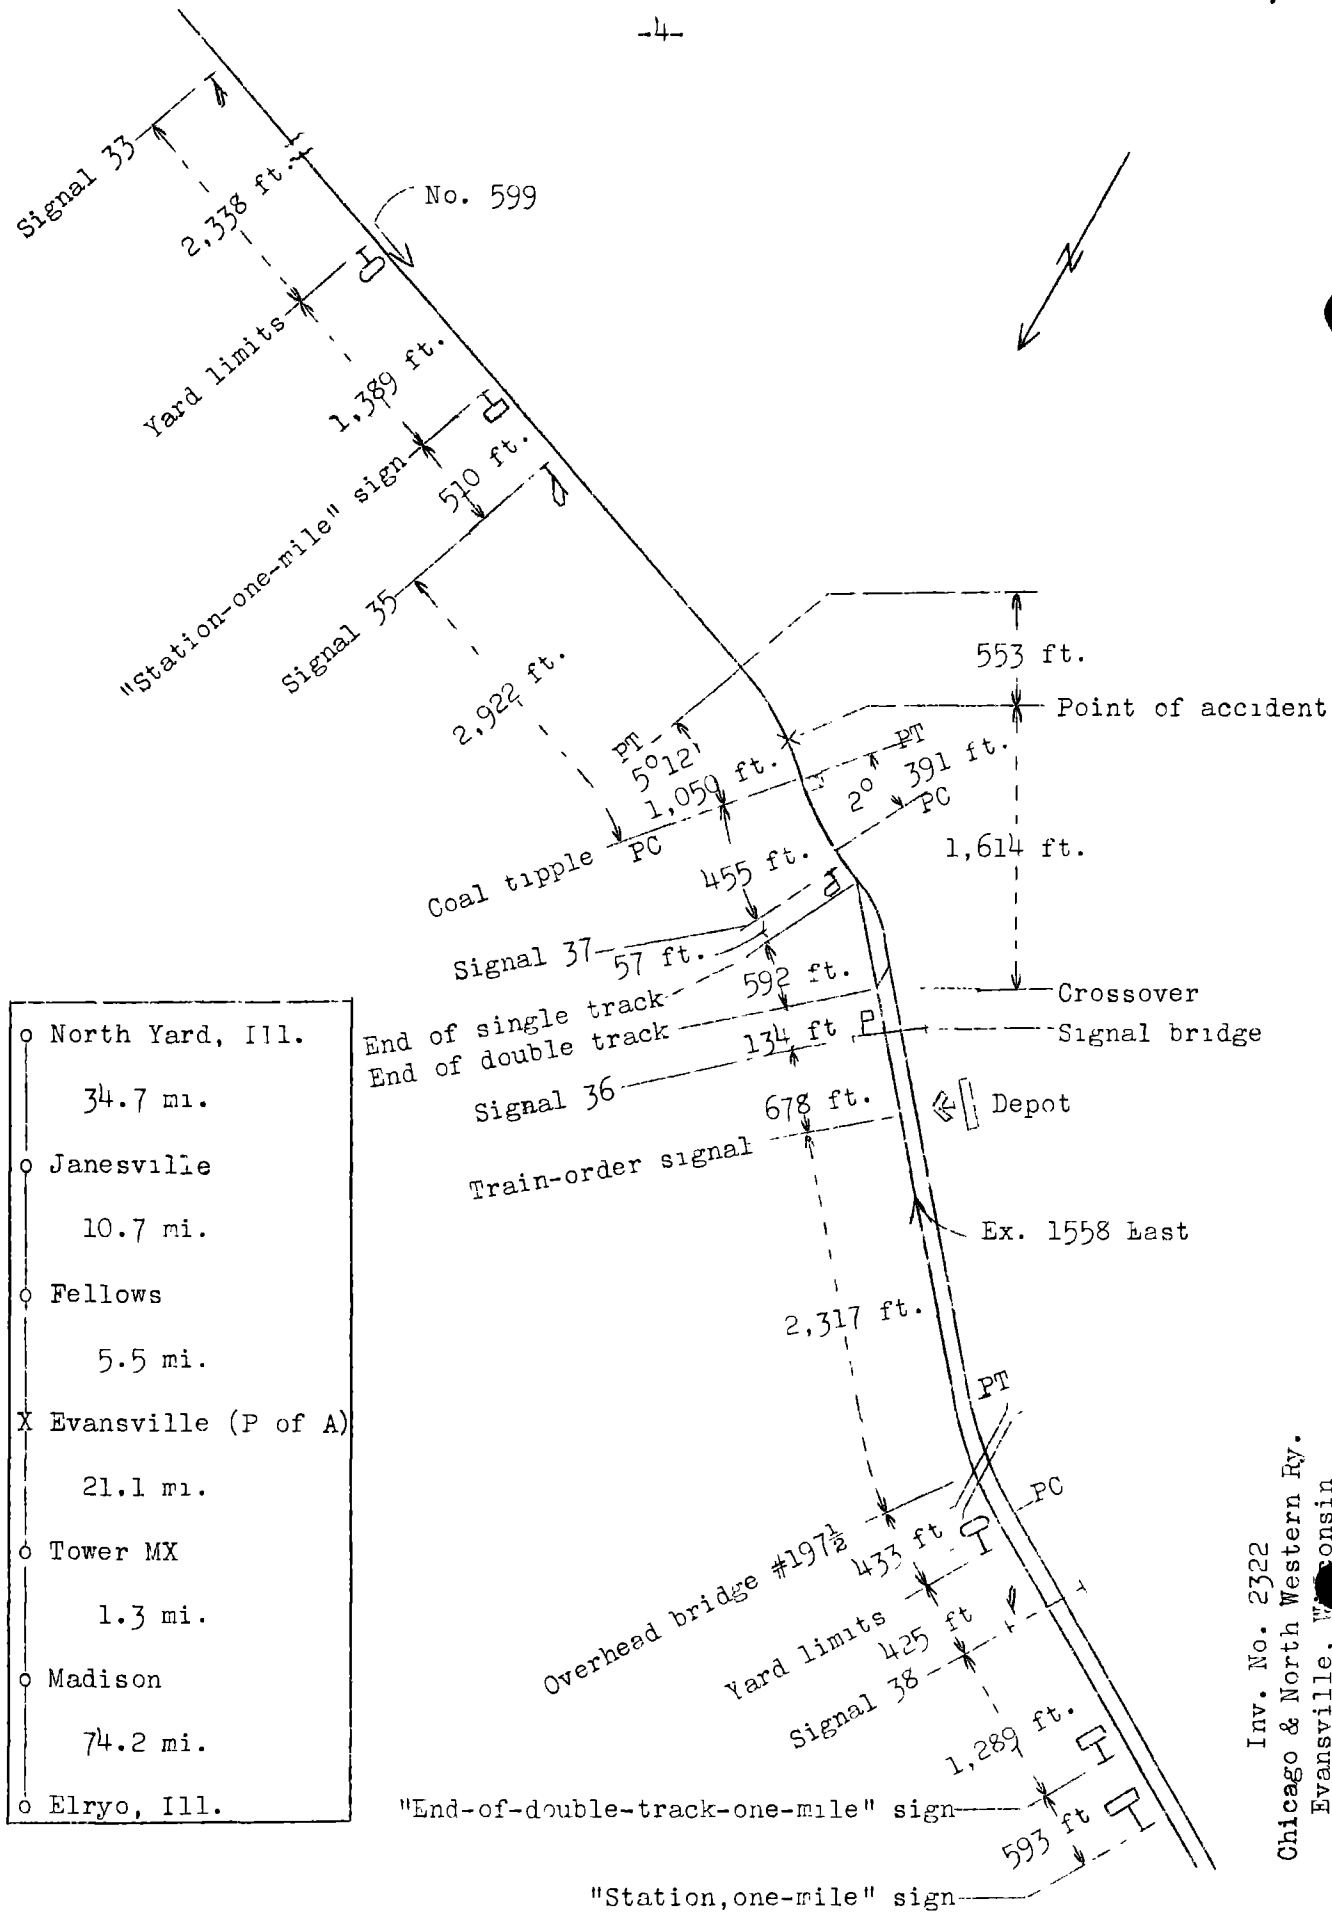 -4-
Signal 33
2,338 ft.
No. 599
Yard limits
1,389 ft.
"Station-one-mile" sign
510 ft.
Signal 35
2,922 ft.
553 ft.
Point of accident
PT
5°12'
1,050 ft.
PT
2° 391 ft.
PC
Coal tipple
PC
1,614 ft.
455 ft.
Signal 37
57 ft.
End of single track
592 ft.
End of double track
Crossover
134 ft
Signal bridge
Signal 36
678 ft.
Depot
Train-order signal
Ex. 1558 East
2,317 ft.
PT
PC
Overhead bridge #197½
433 ft
Yard limits
425 ft
Signal 38
1,289 ft.
"End-of-double-track-one-mile" sign
593 ft
"Station,one-mile" sign
North Yard, Ill.
34.7 mi.
Janesville
10.7 mi.
Fellows
5.5 mi.
X Evansville (P of A)
21.1 mi.
Tower MX
1.3 mi.
Madison
74.2 mi.
Elryo, Ill.
Inv. No. 2322
Chicago & North Western Ry.
Evansville,